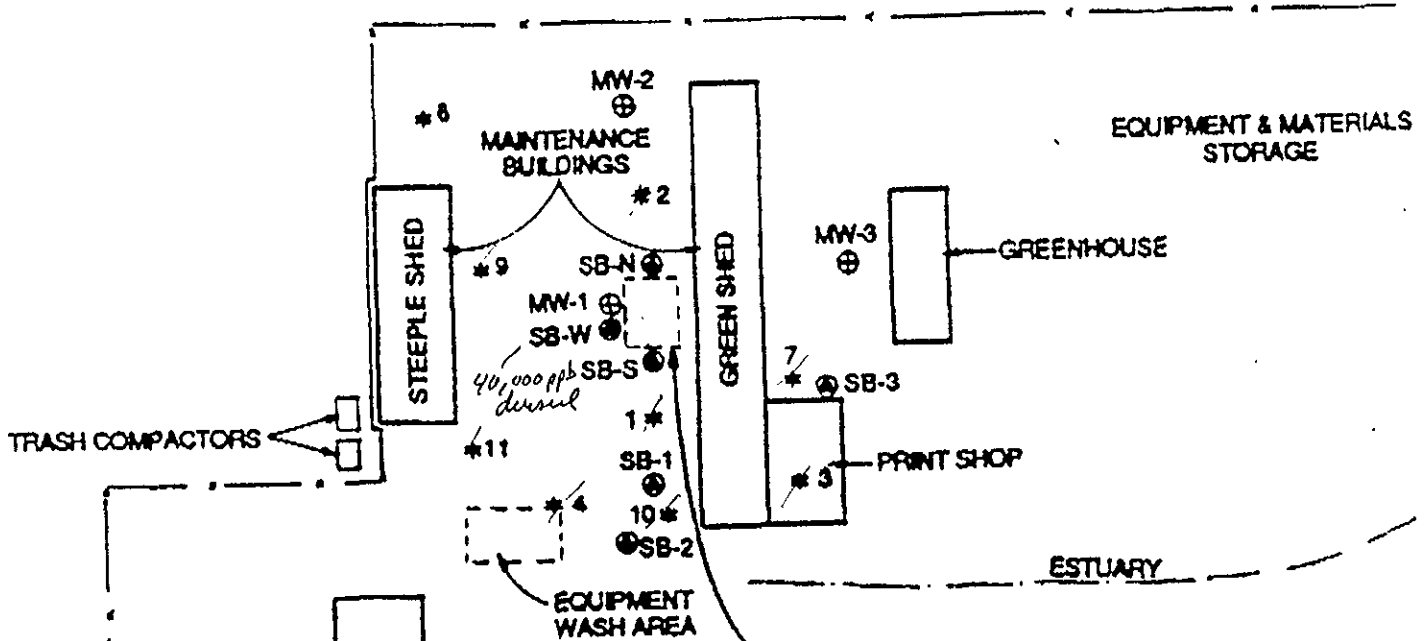 MW-2
* 8
MAINTENANCE
BUILDINGS
EQUIPMENT & MATERIALS
STORAGE
* 2
STEEPLE SHED
GREEN SHED
MW-3
GREENHOUSE
* 9
SB-N
MW-1
SB-W
SB-S
40,000 ppb
diesel
7
*
SB-3
1 *
TRASH COMPACTORS
* 11
SB-1
PRINT SHOP
* 3
* 4
10 *
SB-2
ESTUARY
EQUIPMENT
WASH AREA